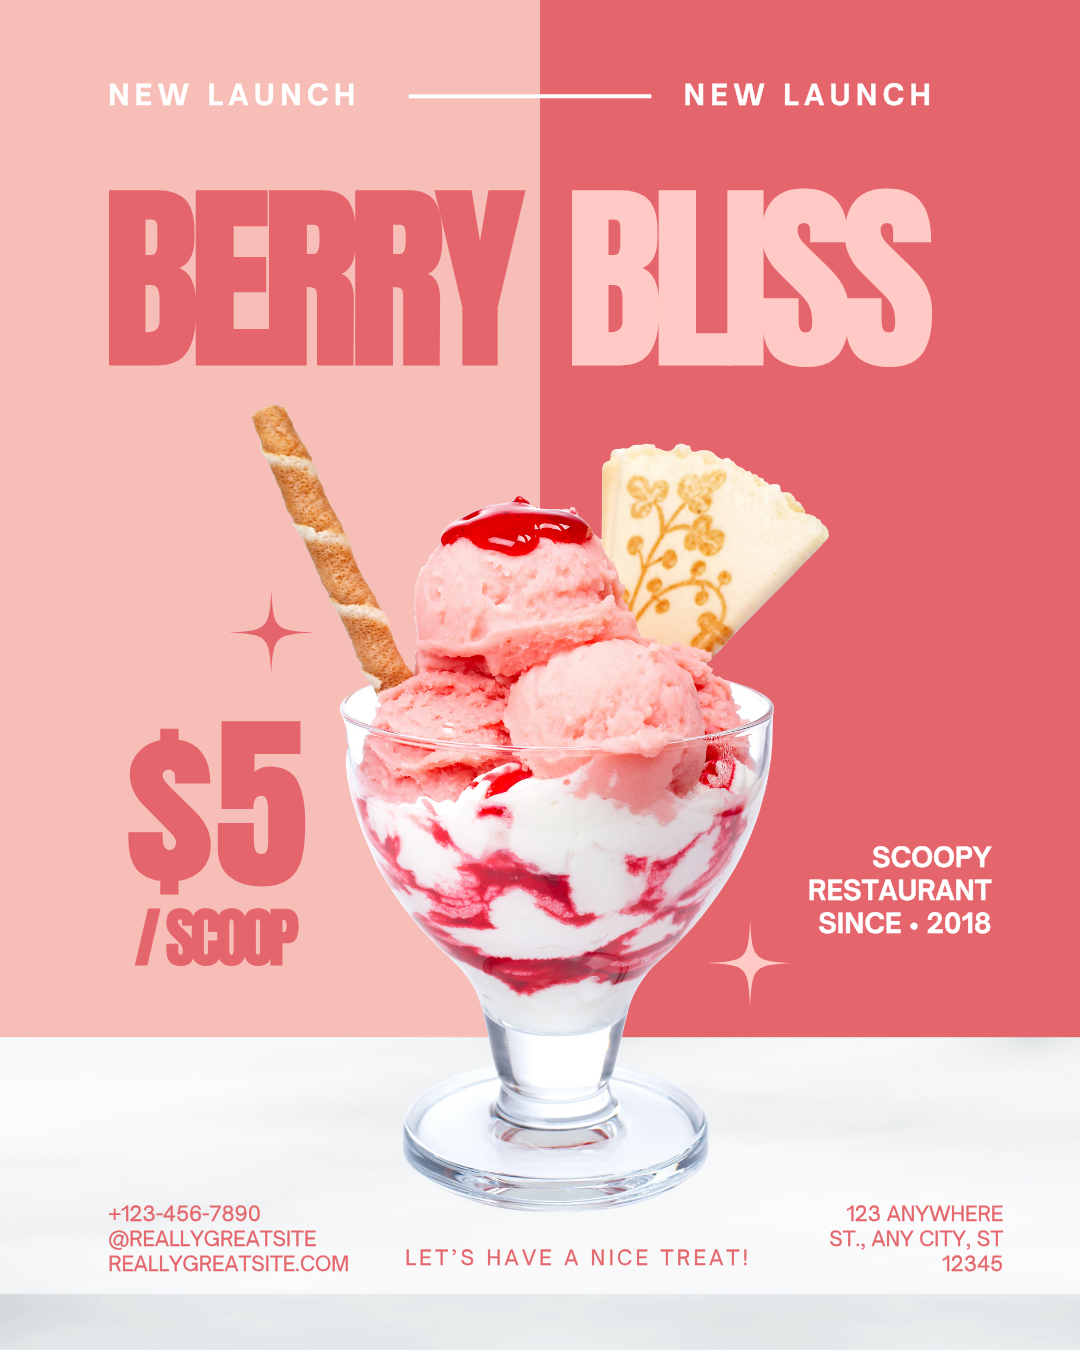 NEW LAUNCH NEW LAUNCH
BERRY BLISS
$5
/ SCOOP
SCOOPY
RESTAURANT
SINCE • 2018
+123-456-7890
@REALLYGREATSITE
REALLYGREATSITE.COM
LET’S HAVE A NICE TREAT!
123 ANYWHERE
ST., ANY CITY, ST
12345